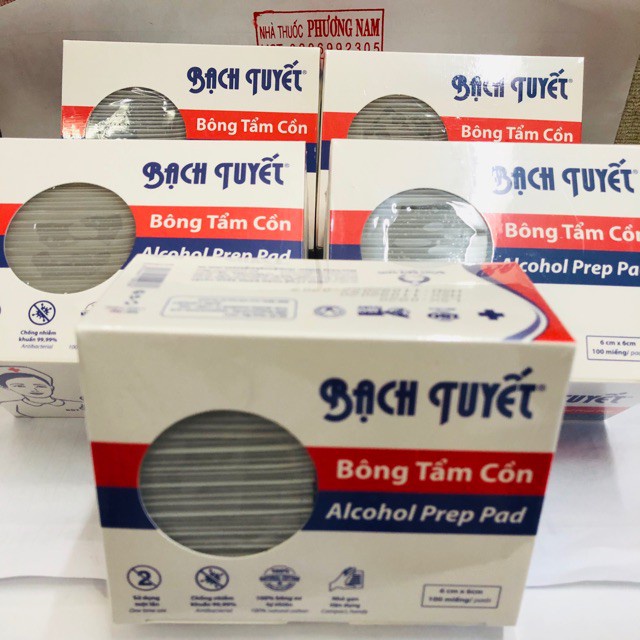 NHÀ THUỐC PHƯƠNG NAM
0206992305
BẠCH TUYẾT®
Bông Tẩm Cồn
BẠCH TUYẾT®
Bông Tẩm Cồn
BẠCH TUYẾT®
Bông Tẩm Cồn
Alcohol Prep Pad
Chống nhiễm
khuẩn 99,99%
Antibacterial
BẠCH TUYẾT
Bông Tẩm Cồn
Alcohol Prep Pad
6 cm x 6cm
100 miếng/ pads
TUYẾT
BẠCH TUYẾT®
Bông Tẩm Cồn
Alcohol Prep Pad
Sử dụng
một lần
One time use
Chống nhiễm
khuẩn 99,99%
Antibacterial
100% bông sơ
tự nhiên
100% natural cotton
Nhỏ gọn
tiện dụng
Compact, handy
6 cm x 6cm
100 miếng/ pads